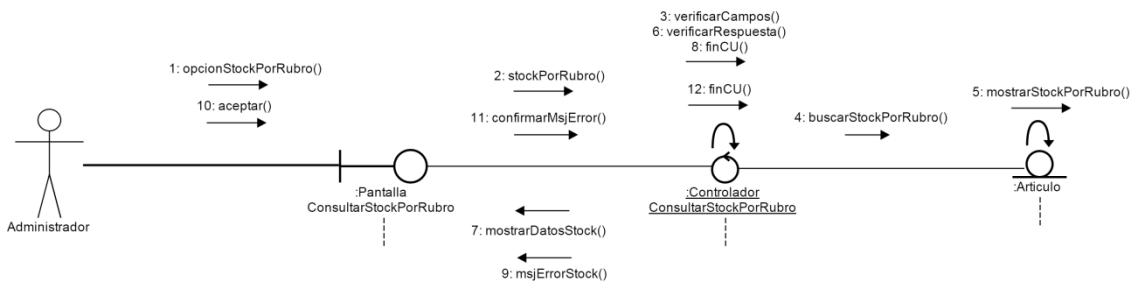 3: verificarCampos()
6: verificarRespuesta()
8: finCU()
1: opcionStockPorRubro()
2: stockPorRubro()
12: finCU()
5: mostrarStockPorRubro()
10: aceptar()
11: confirmarMsjError()
4: buscarStockPorRubro()
:Pantalla
ConsultarStockPorRubro
:Controlador
ConsultarStockPorRubro
:Articulo
Administrador
7: mostrarDatosStock()
9: msjErrorStock()